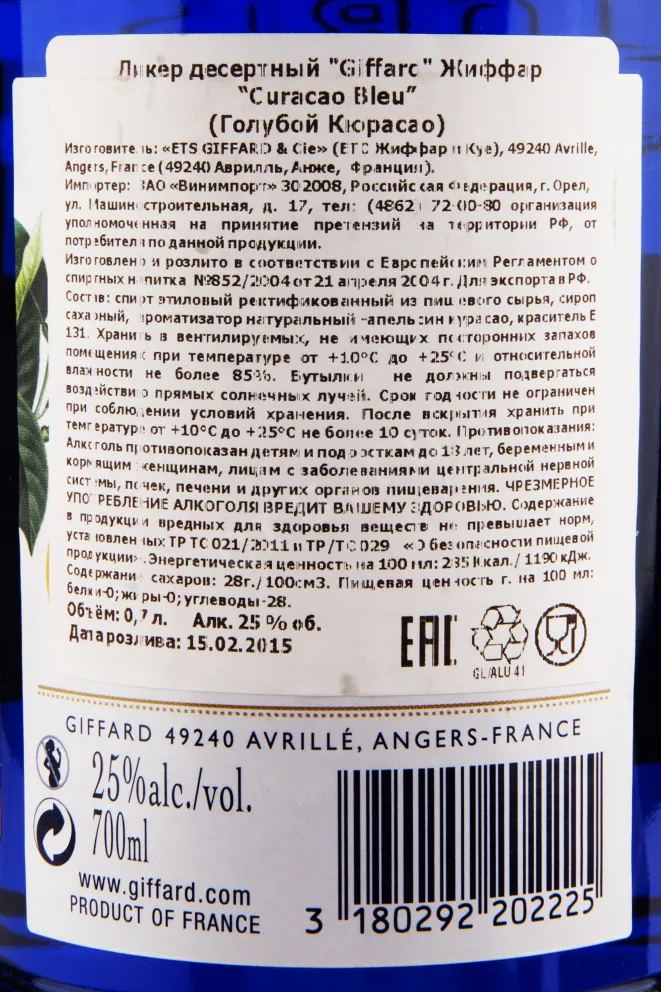 Ликер десертный "Giffard" Жиффар
"Curacao Bleu"
(Голубой Кюрасао)
Изготовитель: «ETS GIFFARD & Cie» (ЕТС Жиффар и Куе), 49240 Avrille,
Angers, France (49240 Аврилль, Анже, Франция).
Импортер: ЗАО «Винимпорт» 302008, Российская Федерация, г. Орел,
ул. Машиностроительная, д. 17, тел: (4862) 72-00-80 организация
уполномоченная на принятие претензий на территории РФ, от
потребителя по данной продукции.
Изготовлено и розлито в соответствии с Европейским Регламентом о
спиртных напитка №852/2004 от 21 апреля 2004 г. Для экспорта в РФ.
Состав: спирт этиловый ректификованный из пищевого сырья, сироп
сахарный, ароматизатор натуральный -апельсин кюрасао, краситель Е
131. Хранить в вентилируемых, не имеющих посторонних запахов
помещениях при температуре от +10°С до +25°С и относительной
влажности не более 85%. Бутылки не должны подвергаться
воздействию прямых солнечных лучей. Срок годности не ограничен
при соблюдении условий хранения. После вскрытия хранить при
температуре от +10°С до +25°С не более 10 суток. Противопоказания:
Алкоголь противопоказан детям и подросткам до 18 лет, беременным и
кормящим женщинам, лицам с заболеваниями центральной нервной
системы, почек, печени и других органов пищеварения. ЧРЕЗМЕРНОЕ
УПОТРЕБЛЕНИЕ АЛКОГОЛЯ ВРЕДИТ ВАШЕМУ ЗДОРОВЬЮ. Содержание
в продукции вредных для здоровья веществ не превышает норм,
установленных ТР ТС 021/2011 и ТР/ТС 029 «О безопасности пищевой
продукции». Энергетическая ценность на 100 мл: 285 Ккал./ 1190 кДж.
Содержание сахаров: 28г./100см3. Пищевая ценность г. на 100 мл:
белки-0; жиры-0; углеводы-28.
Объём: 0,7 л. Алк. 25 % об.
Дата розлива: 15.02.2015
EAC
GL/ALU 41
GIFFARD 49240 AVRILLÉ, ANGERS-FRANCE
25%alc./vol.
700ml
www.giffard.com
PRODUCT OF FRANCE
3 180292 202225